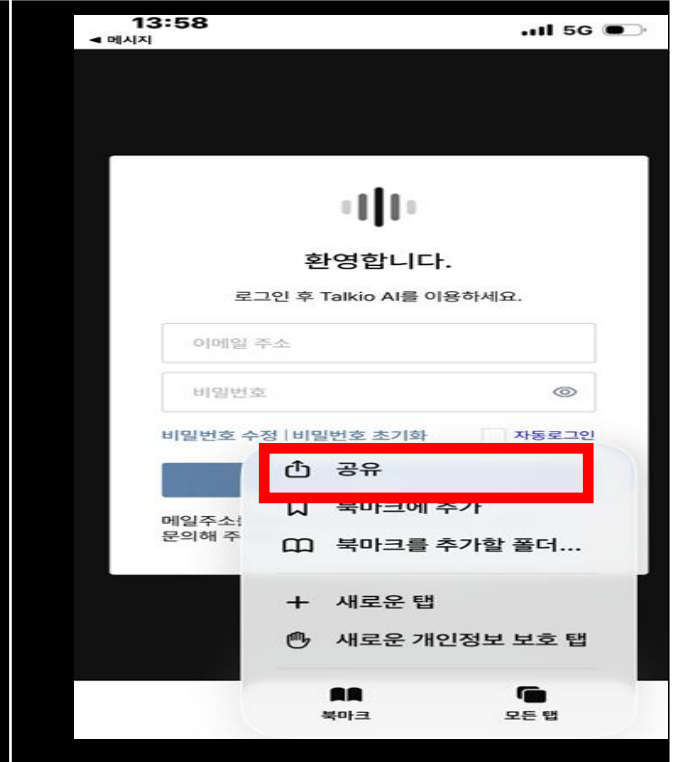 13:58
◀ 메시지
5G
환영합니다.
로그인 후 Talkio AI를 이용하세요.
이메일 주소
비밀번호
비밀번호 수정 | 비밀번호 초기화
자동로그인
공유
북마크에 추가
메일주소를
문의해 주
북마크를 추가할 폴더...
새로운 탭
새로운 개인정보 보호 탭
북마크
모든 탭